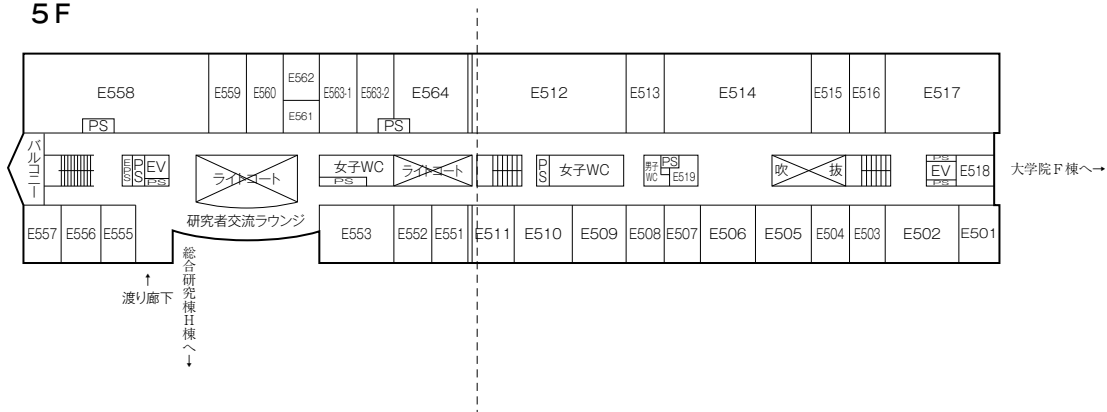 5F
E558
E559
E560
E562
E561
E563-1
E563-2
E564
E512
E513
E514
E515
E516
E517
PS
PS
バルコニー
EPS
PS
EV
PS
ライトコート
女子WC
PS
ライトコート
PS
女子WC
男子WC
PS
E519
吹抜
PS
EV
PS
E518
大学院F棟へ→
研究者交流ラウンジ
E557
E556
E555
E553
E552
E551
E511
E510
E509
E508
E507
E506
E505
E504
E503
E502
E501
↑
渡り廊下
総合研究棟H棟へ→